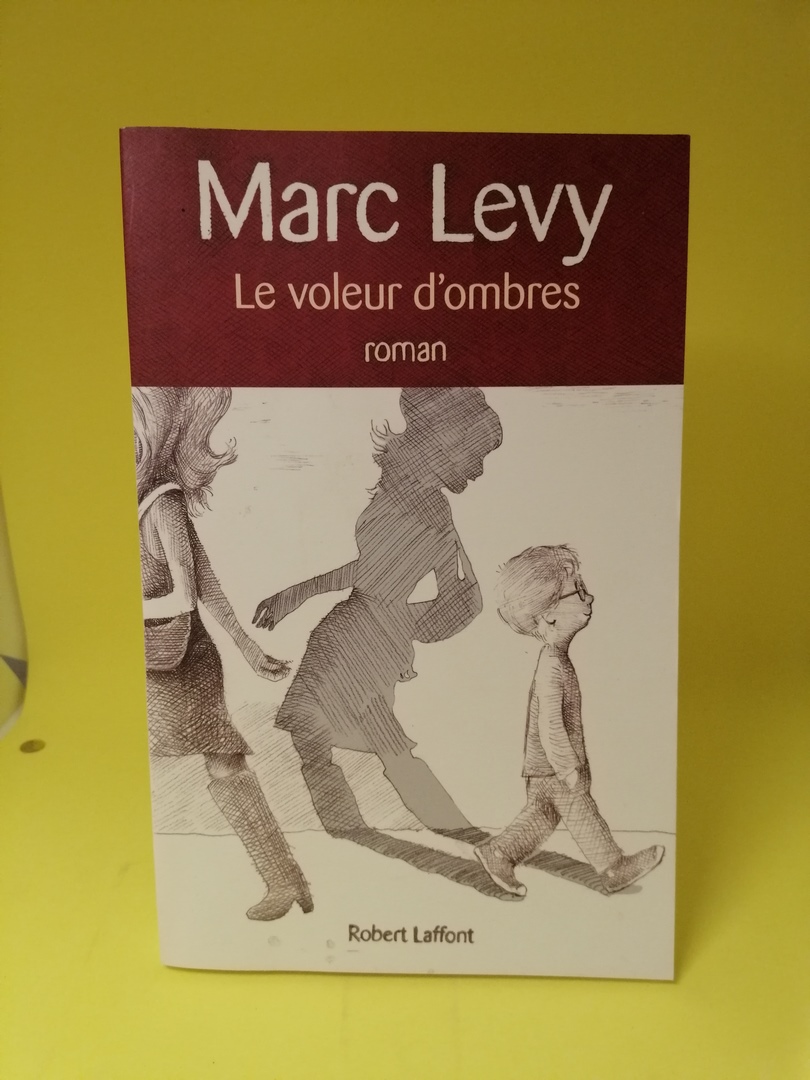 Marc Levy
Le voleur d'ombres
roman
Robert Laffont